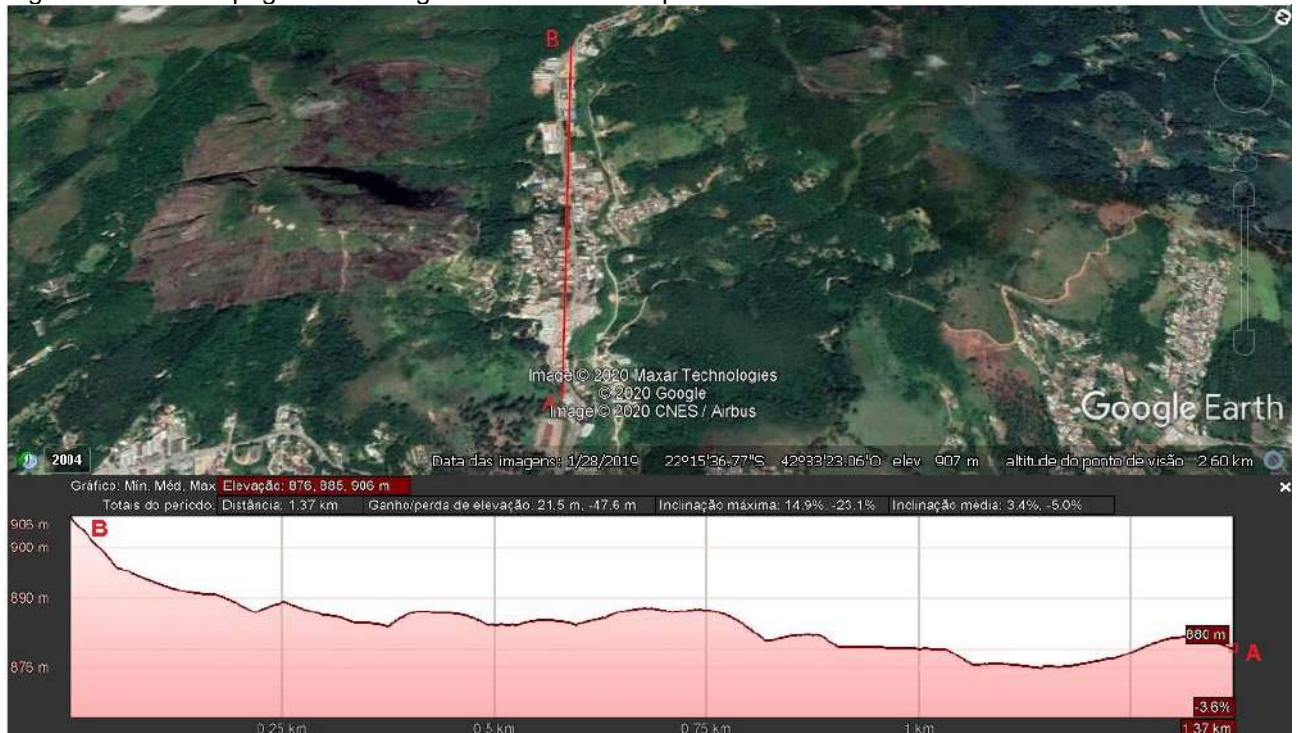 B
A
Image © 2020 Maxar Technologies
© 2020 Google
Image © 2020 CNES / Airbus
Google Earth
2004
Data das imagens: 1/28/2019 22°15'36.77"S 42°33'23.06"O elev 907 m altitude do ponto de visão 2.60 km
Gráfico: Mín, Méd, Max Elevação: 876, 885, 906 m
Totais do período: Distância: 1.37 km Ganho/perda de elevação: 21.5 m, -47.6 m Inclinação máxima: 14.9%, -23.1% Inclinação media: 3.4%, -5.0%
906 m
B
900 m
890 m
880 m
A
876 m
-3.6%
0.25 km 0.5 km 0.75 km 1 km 1.37 km